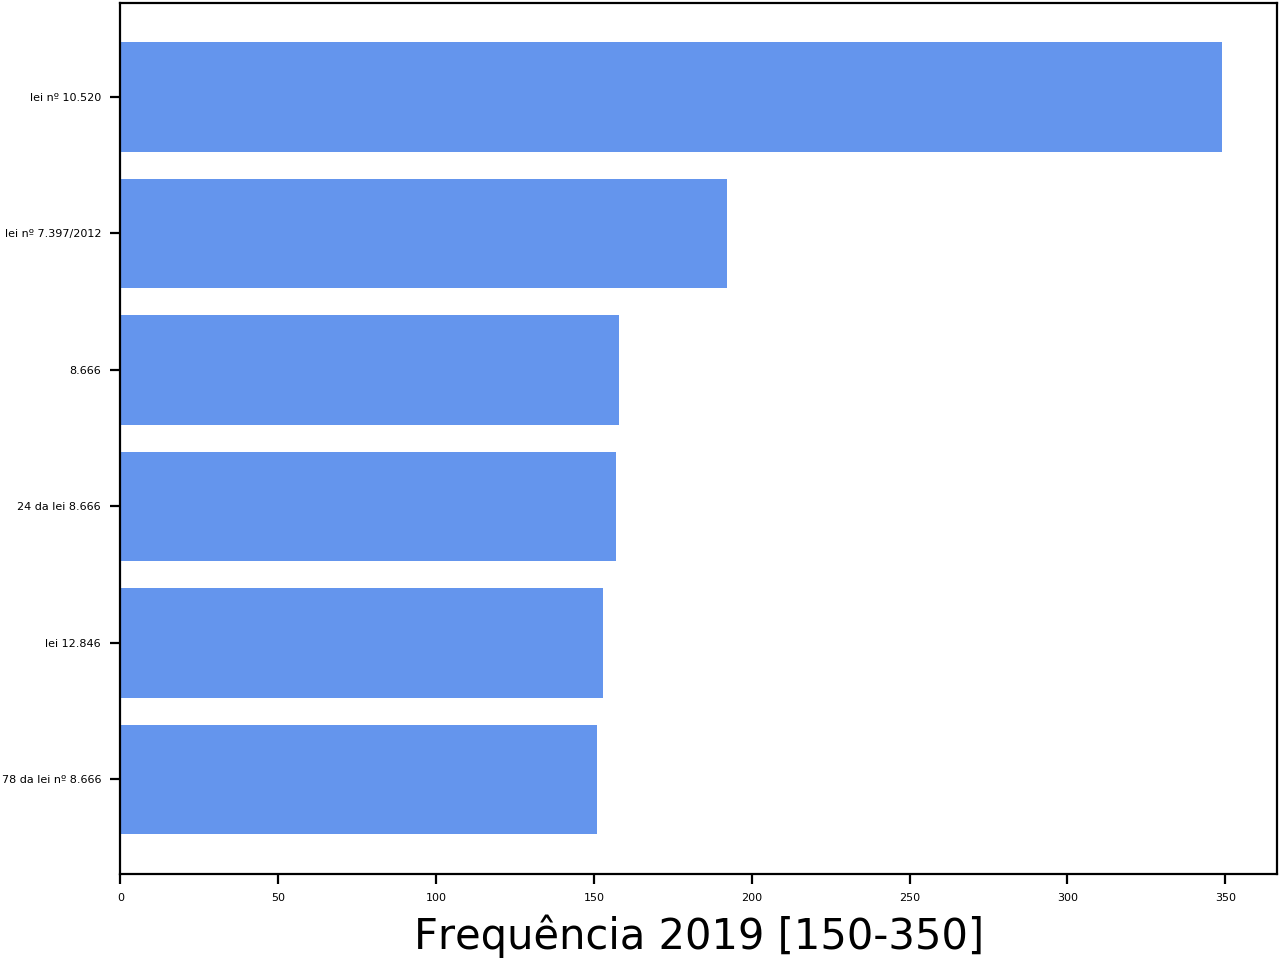 lei nº 10.520
lei nº 7.397/2012
8.666
24 da lei 8.666
lei 12.846
78 da lei nº 8.666
0 50 100 150 200 250 300 350
Frequência 2019 [150-350]